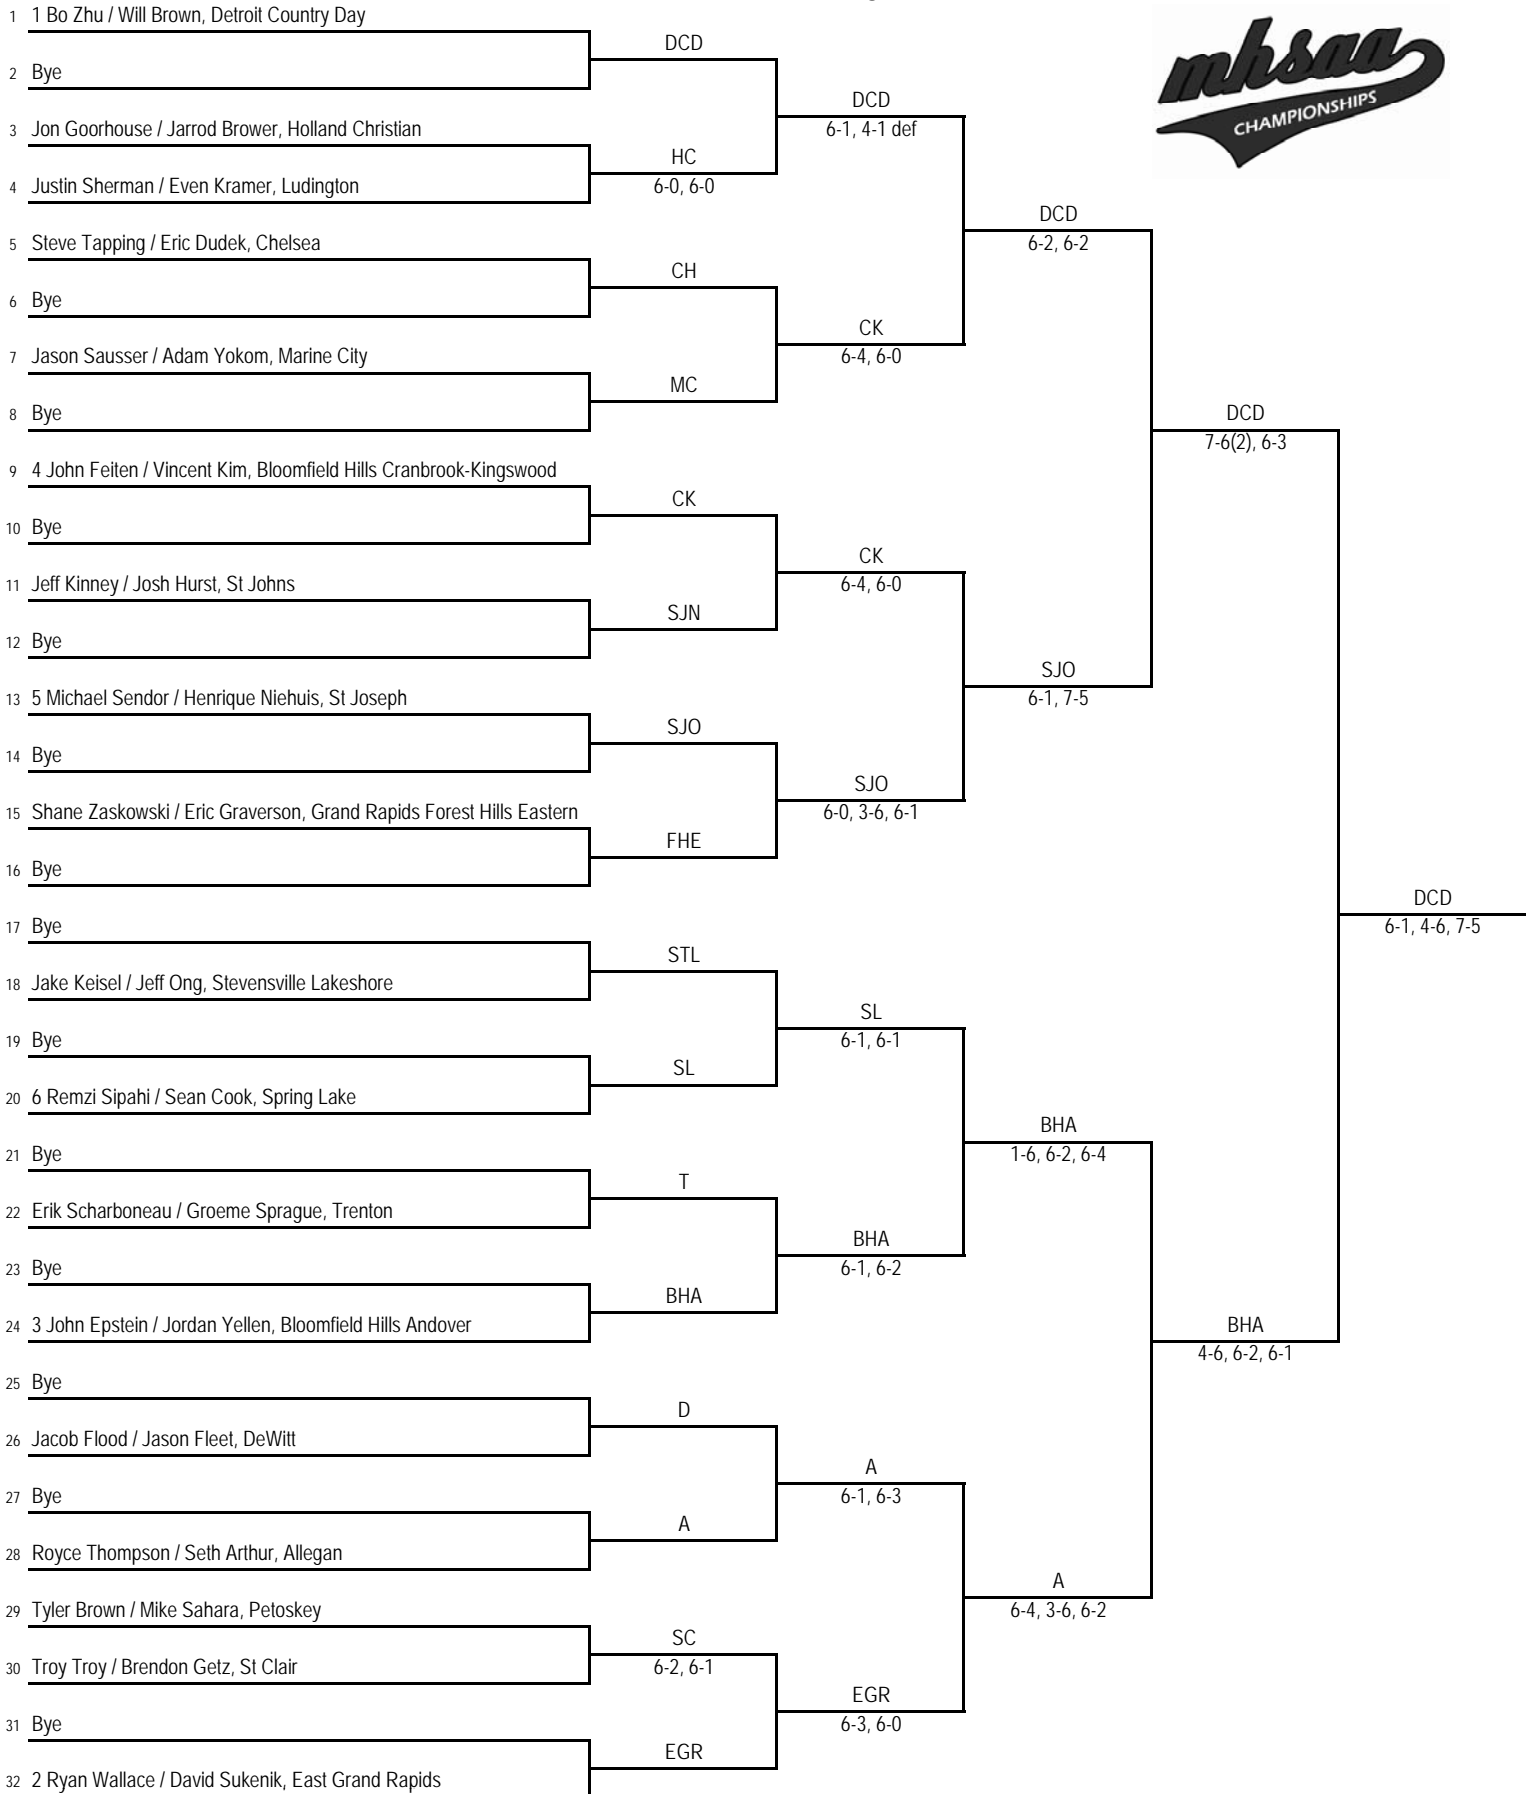 1 1 Bo Zhu / Will Brown, Detroit Country Day
DCD
2 Bye
DCD
6-1, 4-1 def
3 Jon Goorhouse / Jarrod Brower, Holland Christian
HC
6-0, 6-0
4 Justin Sherman / Even Kramer, Ludington
DCD
6-2, 6-2
5 Steve Tapping / Eric Dudek, Chelsea
CH
6 Bye
CK
6-4, 6-0
7 Jason Sausser / Adam Yokom, Marine City
MC
8 Bye
DCD
7-6(2), 6-3
9 4 John Feiten / Vincent Kim, Bloomfield Hills Cranbrook-Kingswood
CK
10 Bye
CK
6-4, 6-0
11 Jeff Kinney / Josh Hurst, St Johns
SJN
12 Bye
SJO
6-1, 7-5
13 5 Michael Sendor / Henrique Niehuis, St Joseph
SJO
14 Bye
SJO
6-0, 3-6, 6-1
15 Shane Zaskowski / Eric Graverson, Grand Rapids Forest Hills Eastern
FHE
16 Bye
DCD
6-1, 4-6, 7-5
17 Bye
STL
18 Jake Keisel / Jeff Ong, Stevensville Lakeshore
SL
6-1, 6-1
19 Bye
SL
20 6 Remzi Sipahi / Sean Cook, Spring Lake
BHA
1-6, 6-2, 6-4
21 Bye
T
22 Erik Scharboneau / Groeme Sprague, Trenton
BHA
6-1, 6-2
23 Bye
BHA
24 3 John Epstein / Jordan Yellen, Bloomfield Hills Andover
BHA
4-6, 6-2, 6-1
25 Bye
D
26 Jacob Flood / Jason Fleet, DeWitt
A
6-1, 6-3
27 Bye
A
28 Royce Thompson / Seth Arthur, Allegan
A
6-4, 3-6, 6-2
29 Tyler Brown / Mike Sahara, Petoskey
SC
6-2, 6-1
30 Troy Troy / Brendon Getz, St Clair
EGR
6-3, 6-0
31 Bye
EGR
32 2 Ryan Wallace / David Sukenik, East Grand Rapids
mhsaa
CHAMPIONSHIPS